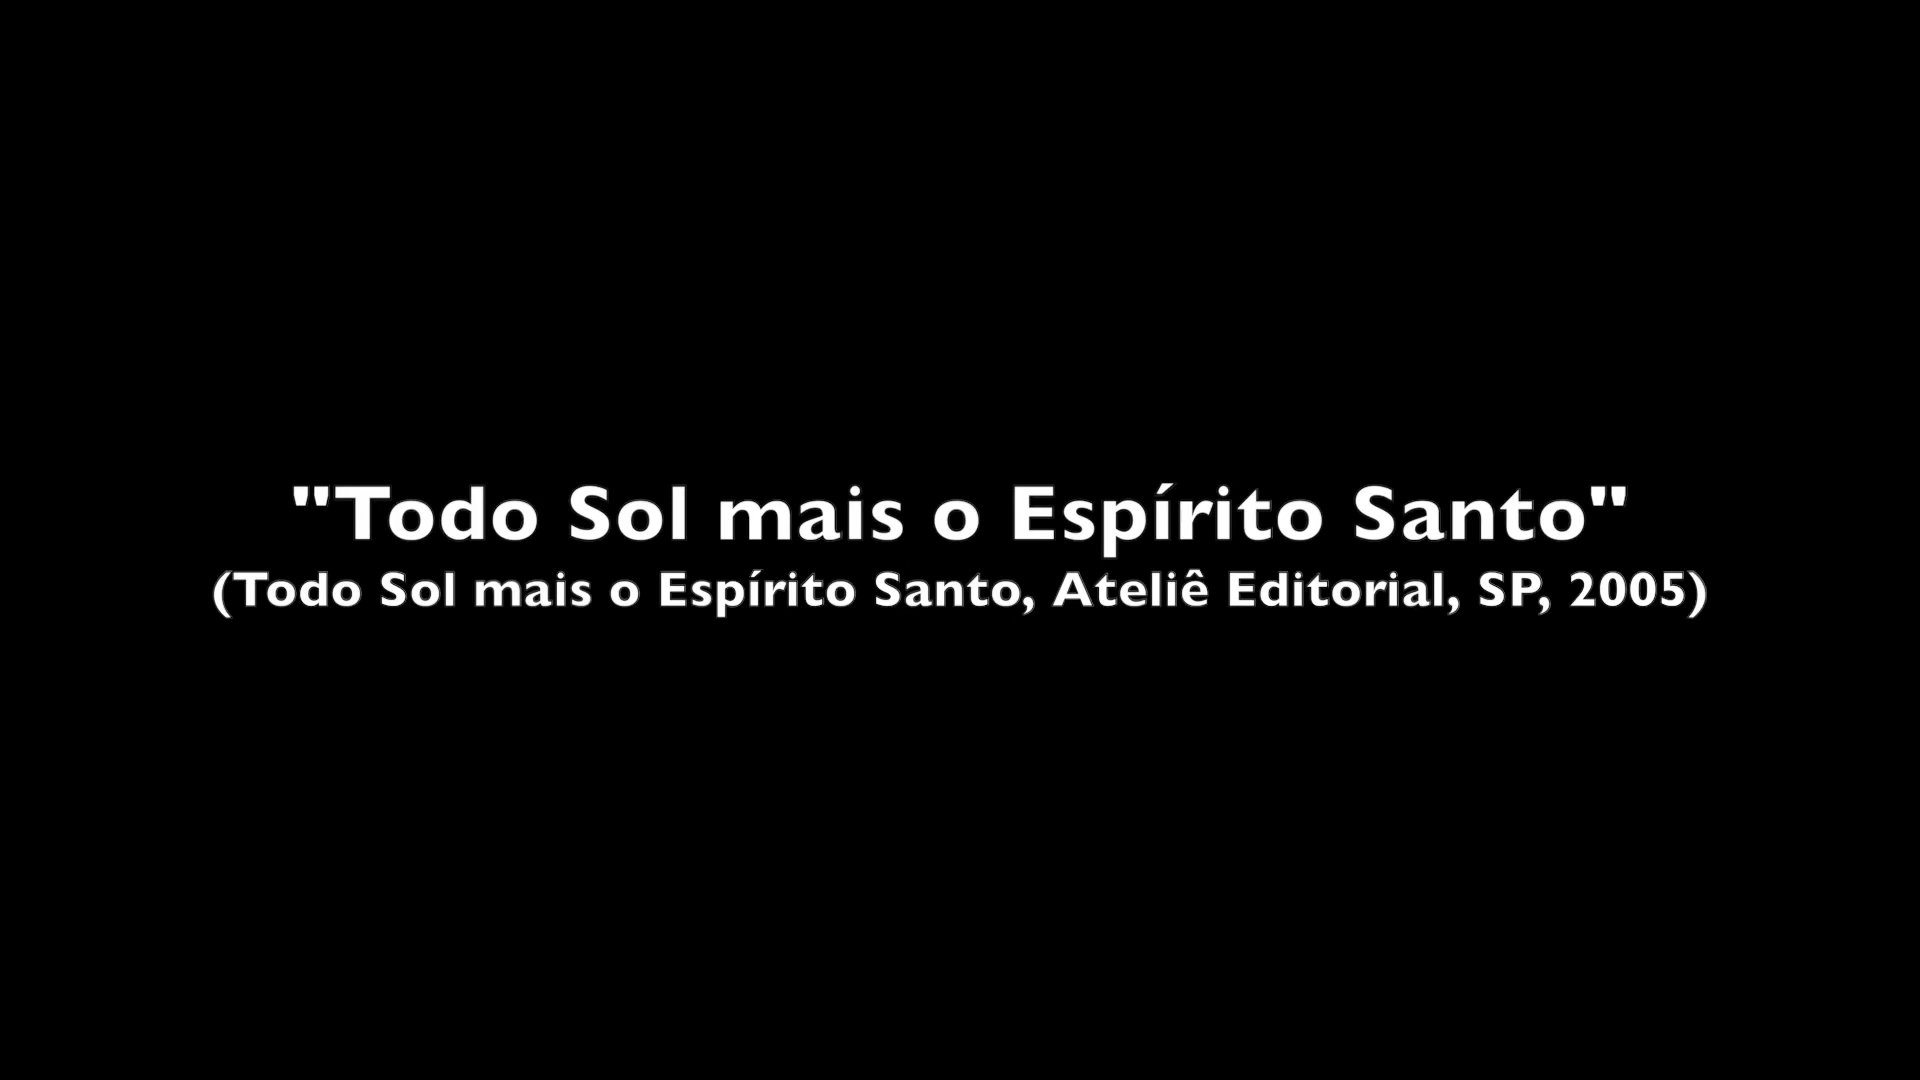 "Todo Sol mais o Espírito Santo"
(Todo Sol mais o Espírito Santo, Ateliê Editorial, SP, 2005)